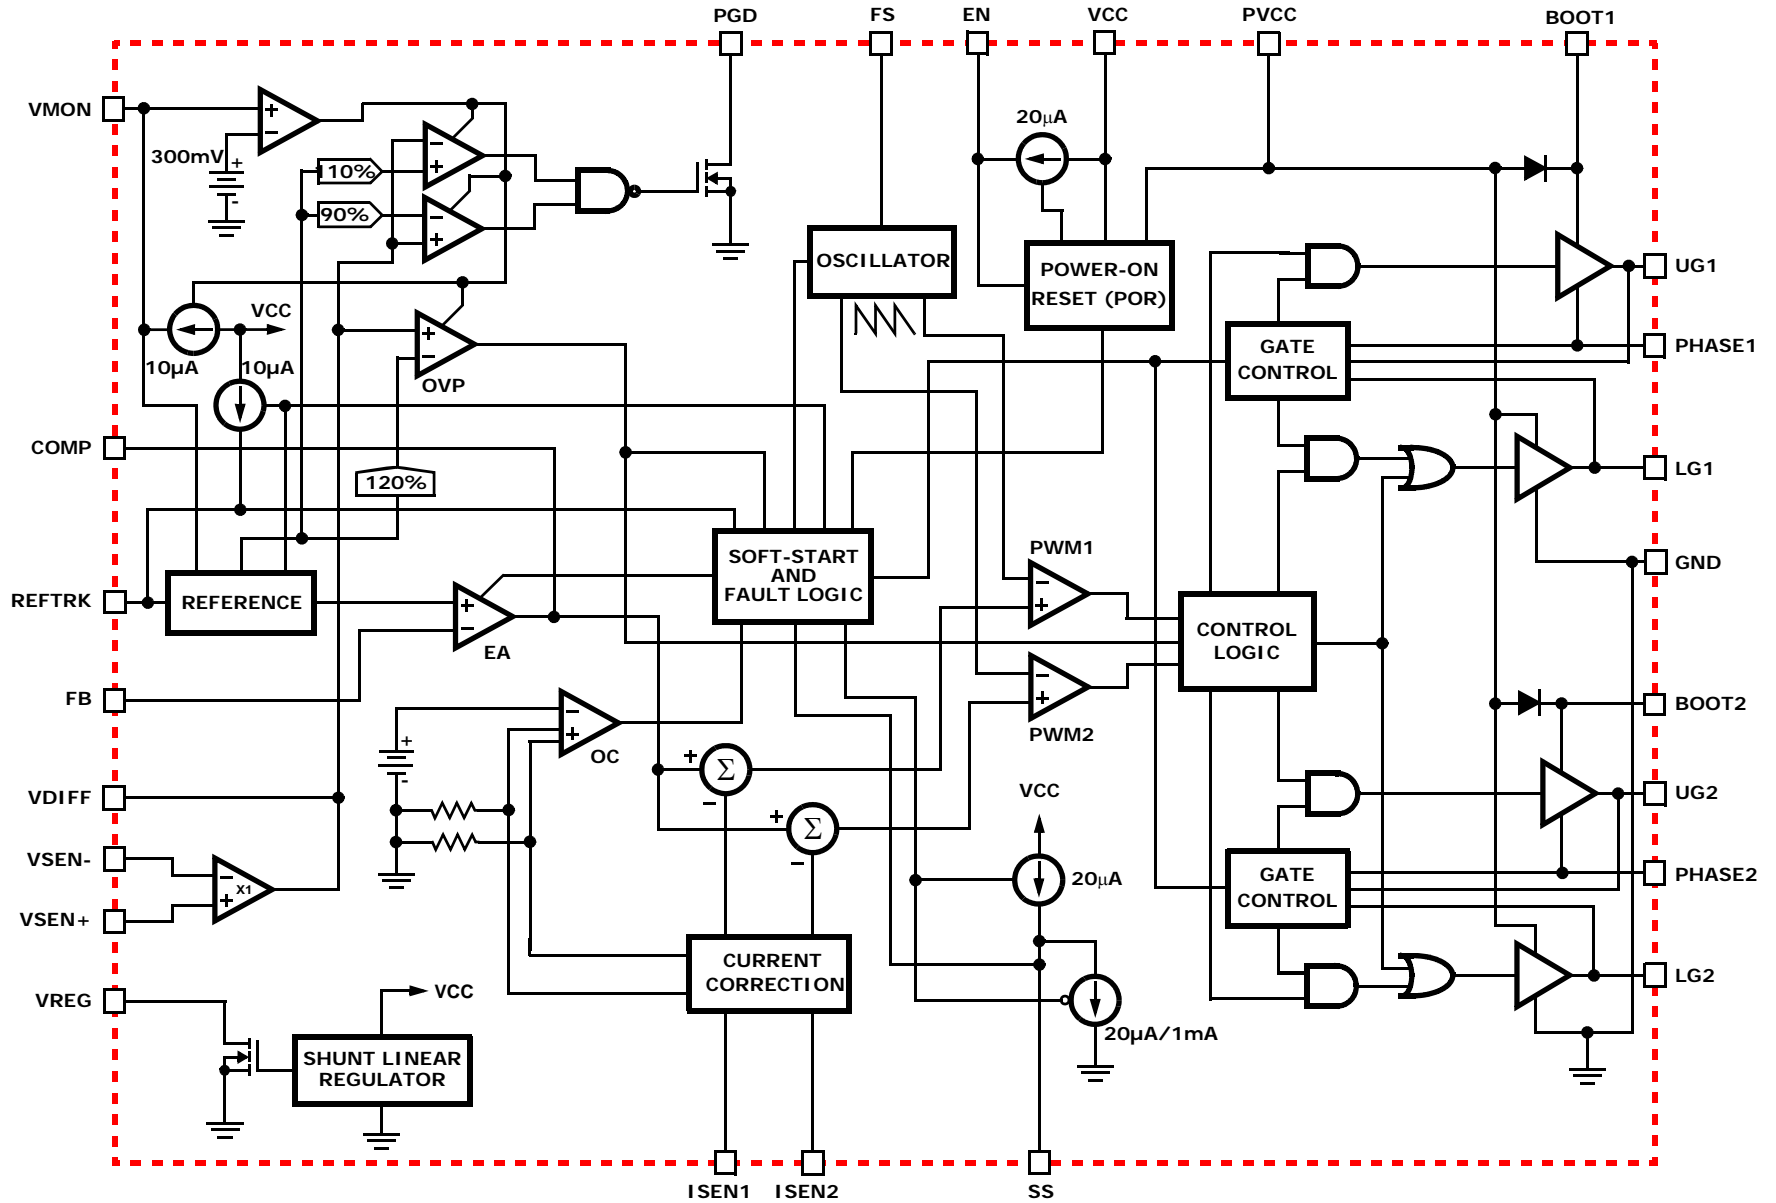 PGD
FS
EN
VCC
PVCC
BOOT1
VMON
+
−
300mV
+
-
−
+
110%
90%
−
+
20μA
OSCILLATOR
POWER-ON
RESET (POR)
UG1
VCC
10µA
10µA
+
−
OVP
GATE
CONTROL
PHASE1
COMP
120%
LG1
SOFT-START
AND
FAULT LOGIC
PWM1
−
+
GND
REFTRK
REFERENCE
+
−
EA
CONTROL
LOGIC
FB
−
+
OC
PWM2
−
+
BOOT2
+
-
+
Σ
−
+
Σ
−
VDIFF
VCC
UG2
VSEN-
VSEN+
−
+
X1
20μA
GATE
CONTROL
PHASE2
CURRENT
CORRECTION
LG2
VREG
VCC
20µA/1mA
SHUNT LINEAR
REGULATOR
ISEN1
ISEN2
SS